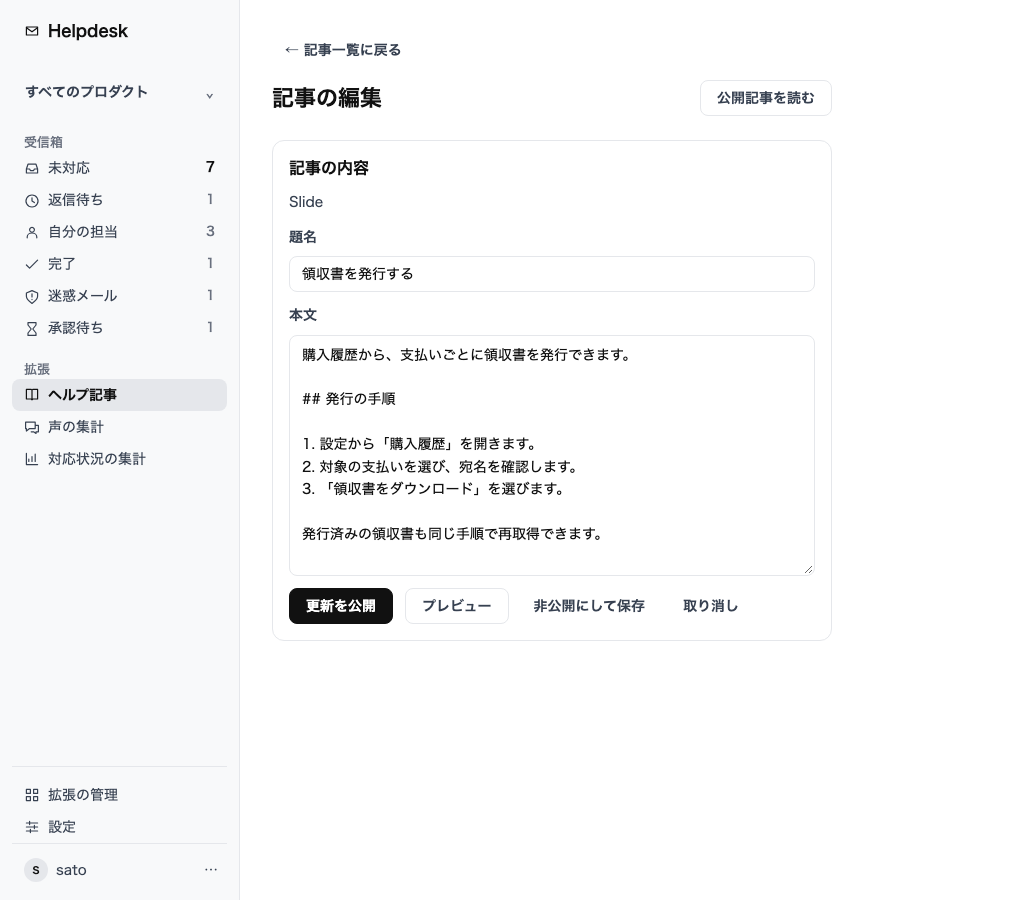 Helpdesk
すべてのプロダクト
受信箱
未対応 7
返信待ち 1
自分の担当 3
完了 1
迷惑メール 1
承認待ち 1
拡張
ヘルプ記事
声の集計
対応状況の集計
拡張の管理
設定
S sato ...
← 記事一覧に戻る
記事の編集
公開記事を読む
記事の内容
Slide
題名
領収書を発行する
本文
購入履歴から、支払いごとに領収書を発行できます。
## 発行の手順
1. 設定から「購入履歴」を開きます。
2. 対象の支払いを選び、宛名を確認します。
3. 「領収書をダウンロード」を選びます。
発行済みの領収書も同じ手順で再取得できます。
更新を公開 プレビュー 非公開にして保存 取り消し